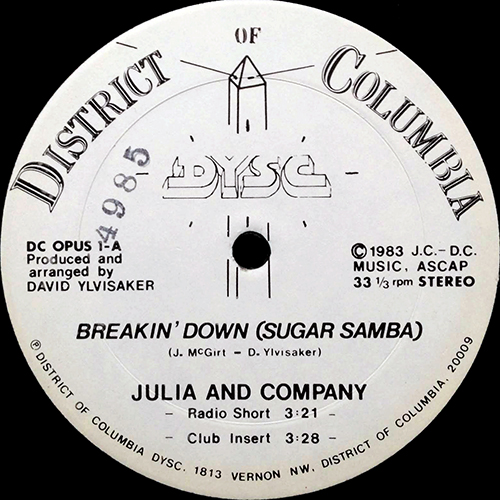 DISTRICT OF COLUMBIA
DYSC
4985
DC OPUS 1-A
Produced and
arranged by
DAVID YLVISAKER
©1983 J.C.-D.C.
MUSIC, ASCAP
33 1/3 rpm STEREO
BREAKIN' DOWN (SUGAR SAMBA)
(J. McGirt - D. Ylvisaker)
JULIA AND COMPANY
- Radio Short 3:21 -
- Club Insert 3:28 -
℗ DISTRICT OF COLUMBIA DYSC, 1813 VERNON NW, DISTRICT OF COLUMBIA, 20009